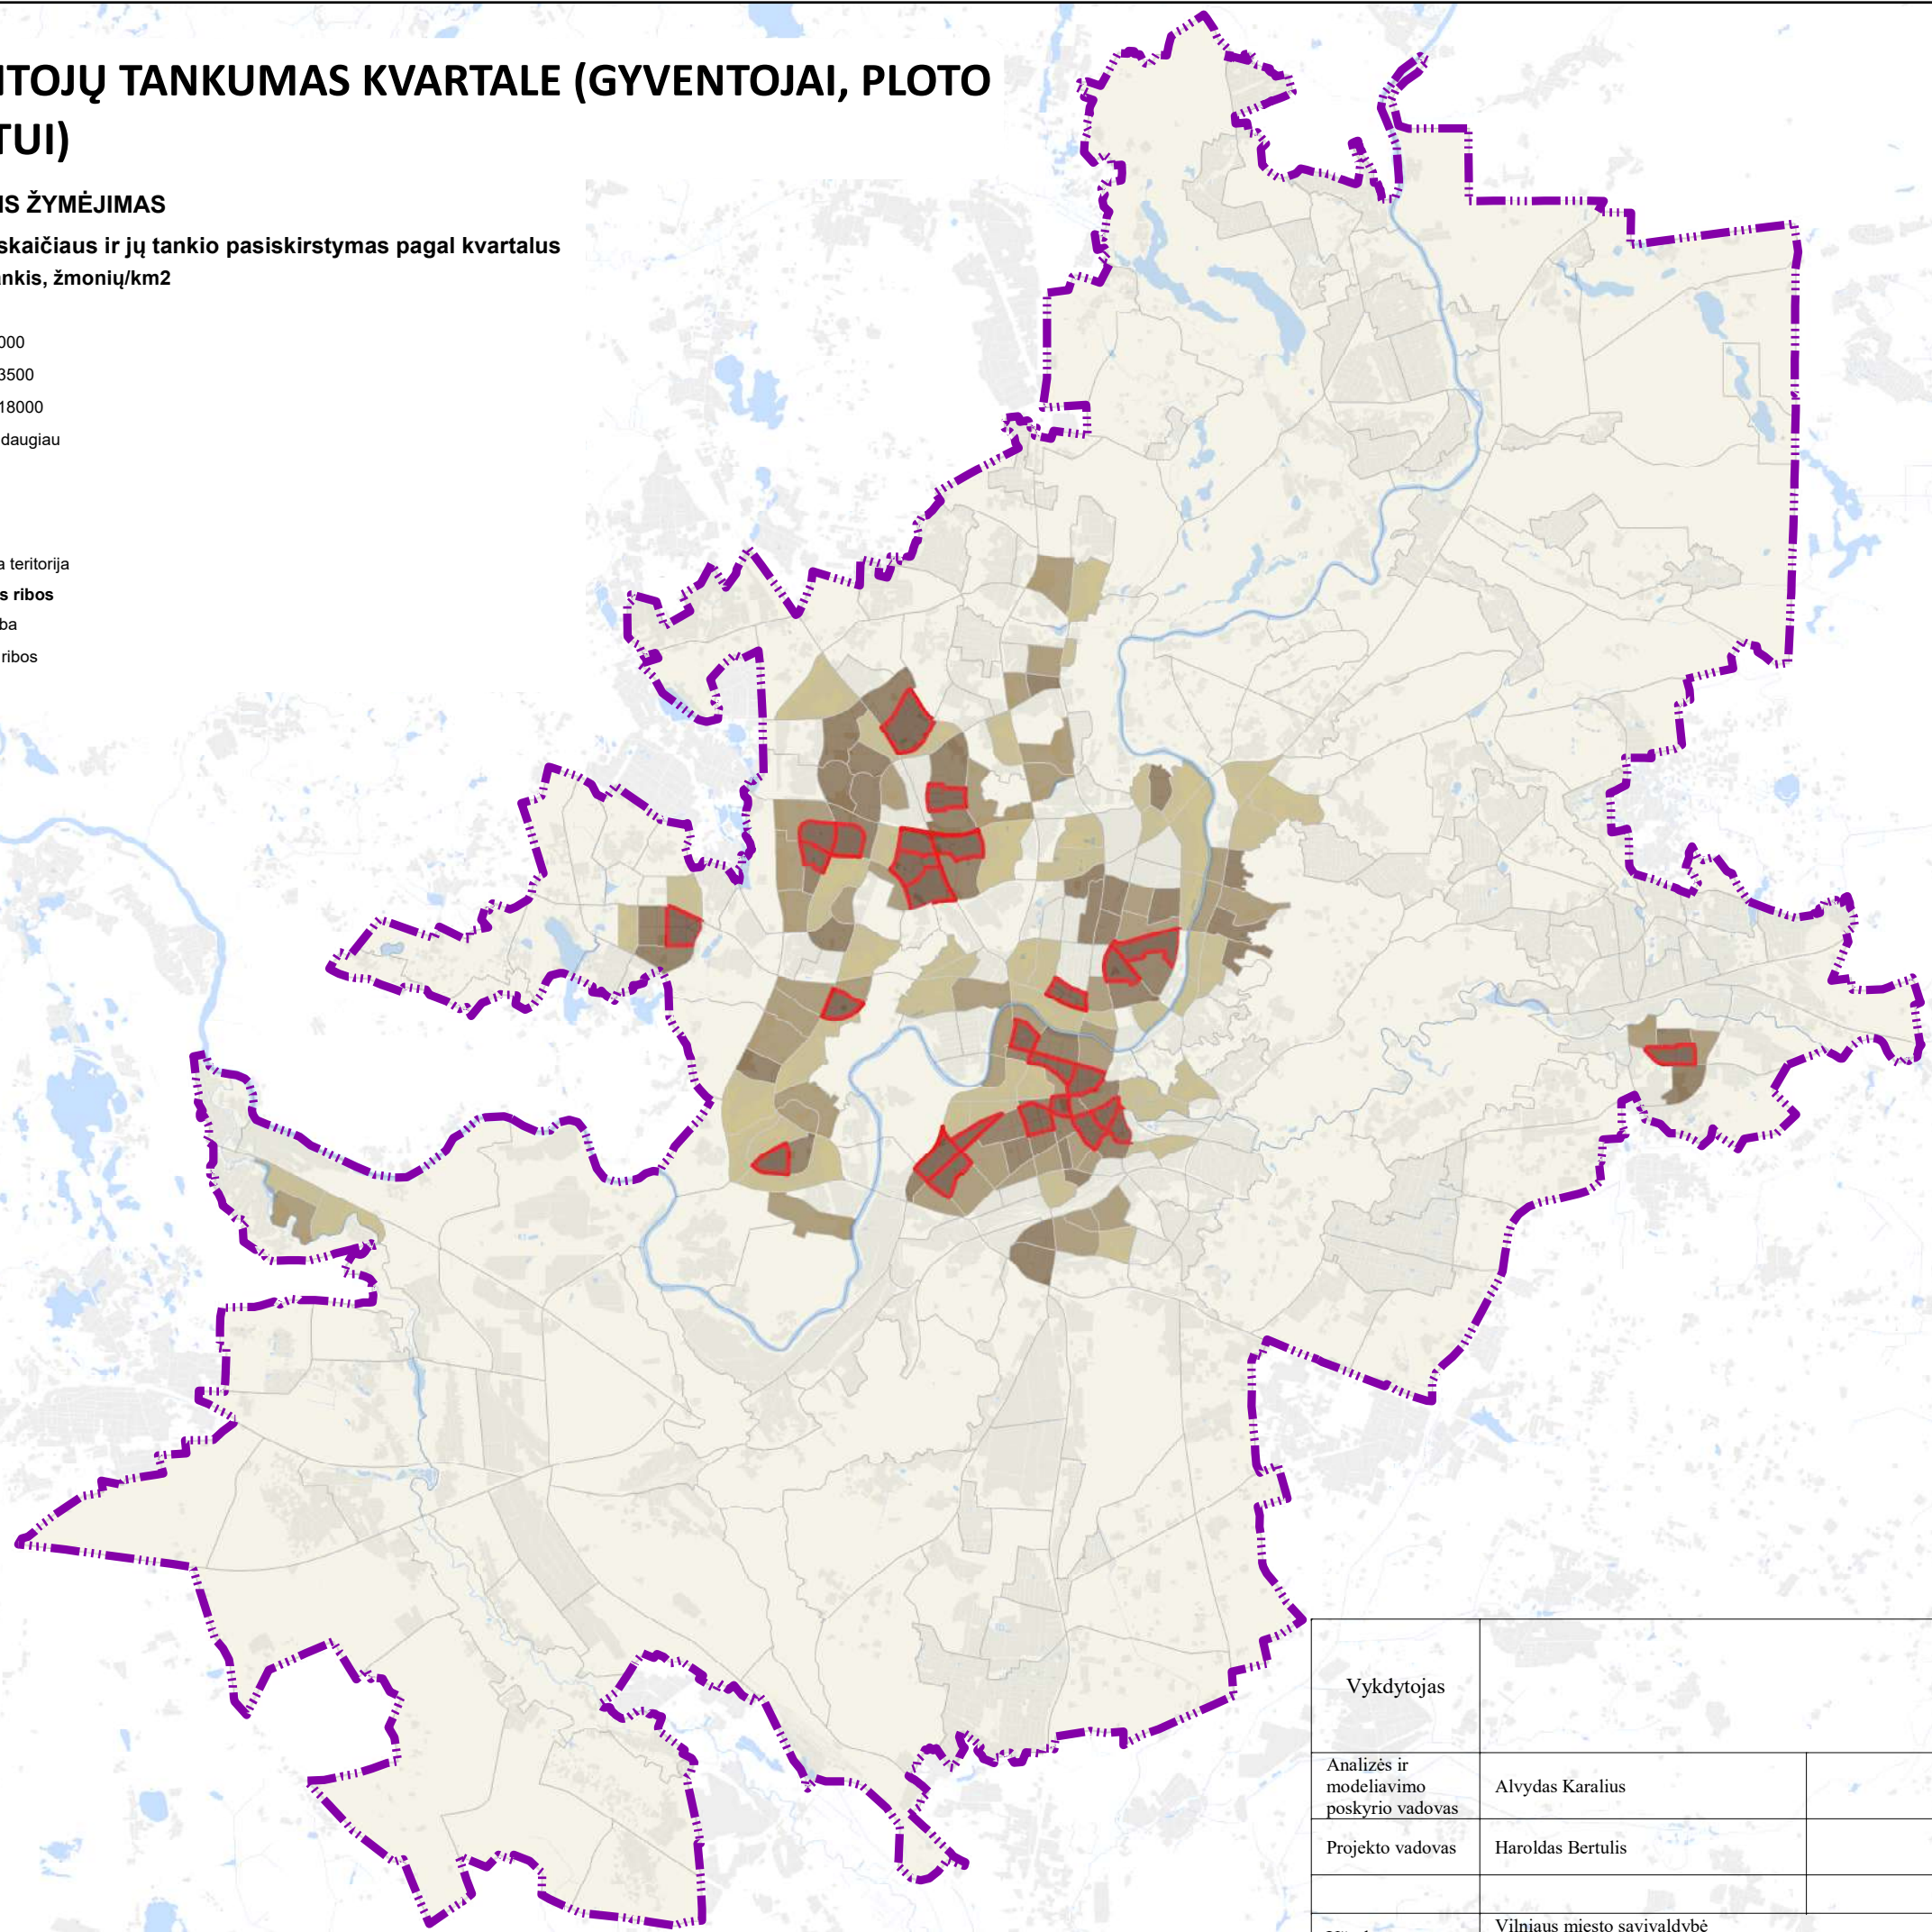 ITOJŲ TANKUMAS KVARTALE (GYVENTOJAI, PLOTO
TUI)
IS ŽYMĖJIMAS
skaičiaus ir jų tankio pasiskirstymas pagal kvartalus
ankis, žmonių/km2
000
3500
18000
daugiau
a teritorija
s ribos
ba
ribos
Vykdytojas
Analizės ir
modeliavimo
poskyrio vadovas
Alvydas Karalius
Projekto vadovas
Haroldas Bertulis
Vilniaus miesto savivaldybė